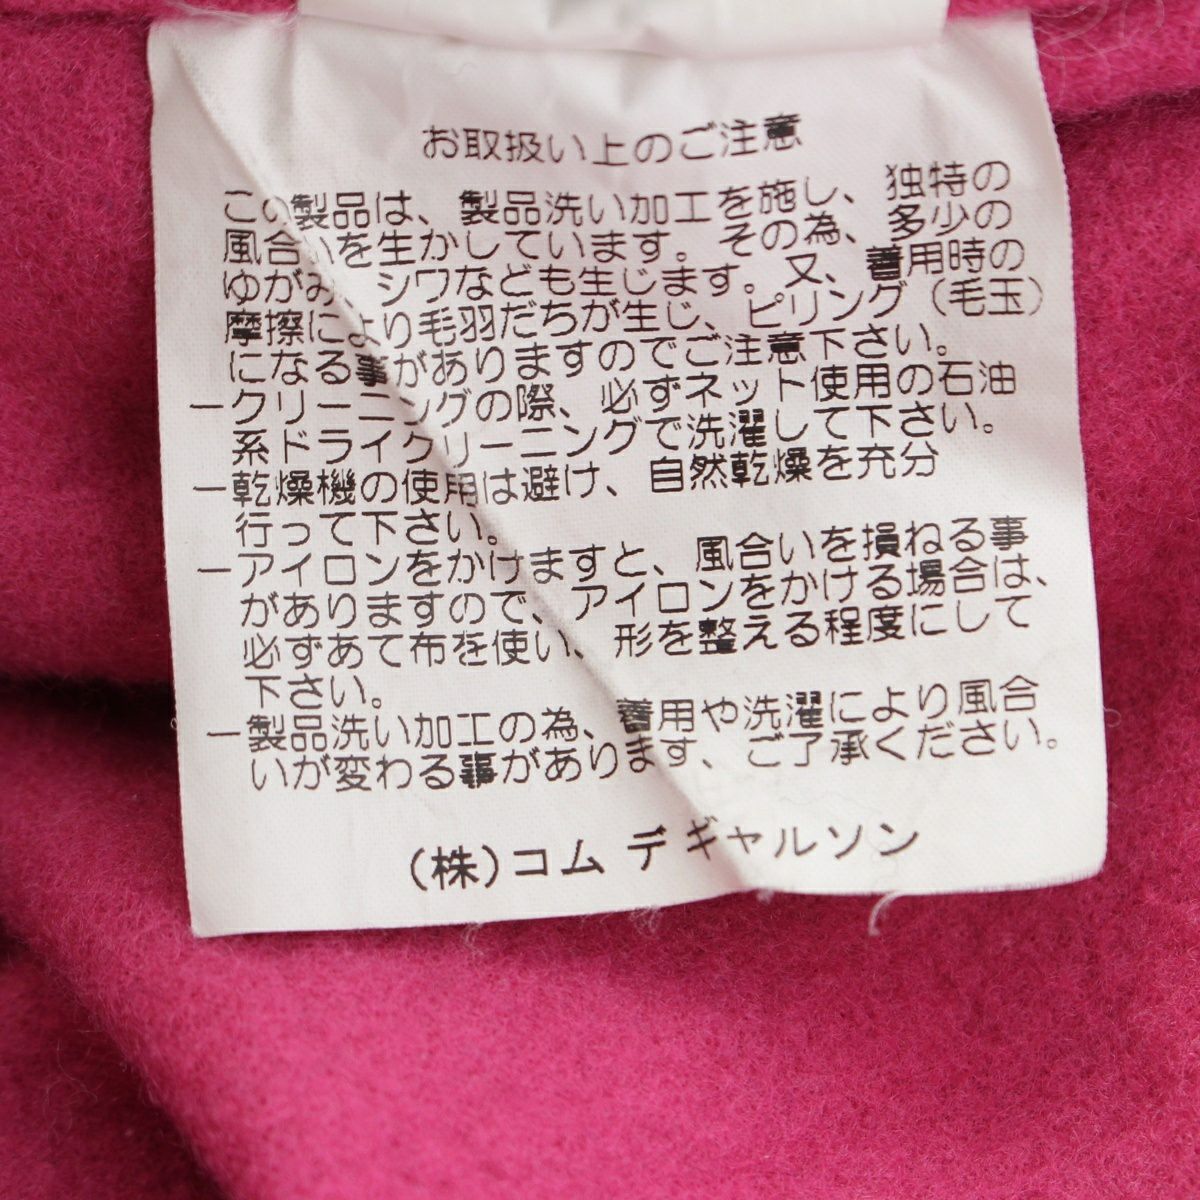 お取扱い上のご注意
この製品は、製品洗い加工を施し、独特の
風合いを生かしています。その為、多少の
ゆがみ、シワなども生じます。又、着用時の
摩擦により毛羽だちが生じ、ピリング(毛玉)
になる事がありますのでご注意下さい。
ークリーニングの際、必ずネット使用の石油
系ドライクリーニングで洗濯して下さい。
ー乾燥機の使用は避け、自然乾燥を充分
行って下さい。
ーアイロンをかけますと、風合いを損ねる事
がありますので、アイロンをかける場合は、
必ずあて布を使い、形を整える程度にして
下さい。
ー製品洗い加工の為、着用や洗濯により風合
いが変わる事があります、ご了承ください。
(株)コム デギャルソン